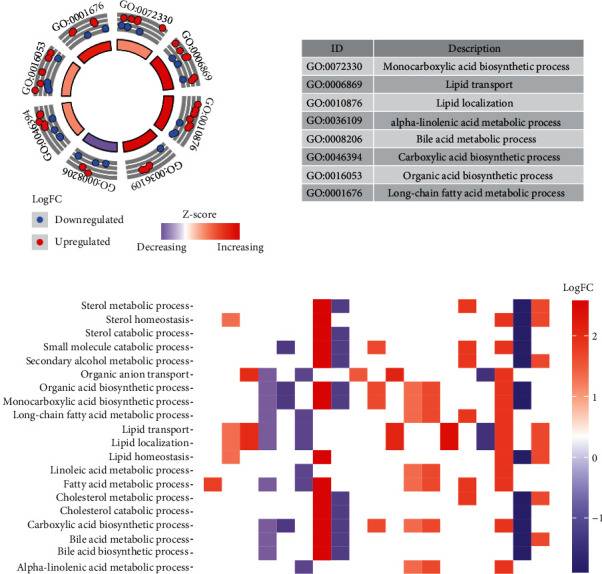 GO:0001676
GO:0072330
GO:0016053
GO:0006869
GO:0046394
GO:0010876
GO:0008206
GO:0036109
LogFC
Downregulated
Upregulated
Z-score
Decreasing Increasing
ID Description
GO:0072330 Monocarboxylic acid biosynthetic process
GO:0006869 Lipid transport
GO:0010876 Lipid localization
GO:0036109 alpha-linolenic acid metabolic process
GO:0008206 Bile acid metabolic process
GO:0046394 Carboxylic acid biosynthetic process
GO:0016053 Organic acid biosynthetic process
GO:0001676 Long-chain fatty acid metabolic process
Sterol metabolic process-
Sterol homeostasis-
Sterol catabolic process-
Small molecule catabolic process-
Secondary alcohol metabolic process-
Organic anion transport-
Organic acid biosynthetic process-
Monocarboxylic acid biosynthetic process-
Long-chain fatty acid metabolic process-
Lipid transport-
Lipid localization-
Lipid homeostasis-
Linoleic acid metabolic process-
Fatty acid metabolic process-
Cholesterol metabolic process-
Cholesterol catabolic process-
Carboxylic acid biosynthetic process-
Bile acid metabolic process-
Bile acid biosynthetic process-
Alpha-linolenic acid metabolic process-
LogFC
2
1
0
−1